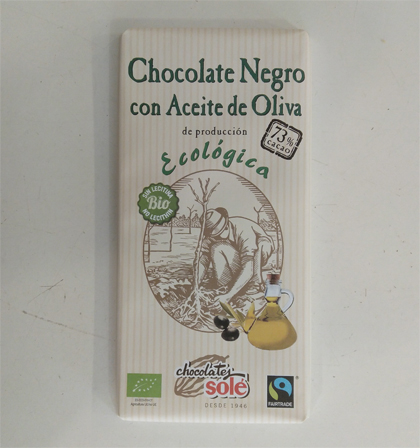 Chocolate Negro
con Aceite de Oliva
de producción
73%
cacao
Ecológica
SIN LECITINA
Bio
NO LECITHIN
chocolates
solé
DESDE 1946
FAIRTRADE